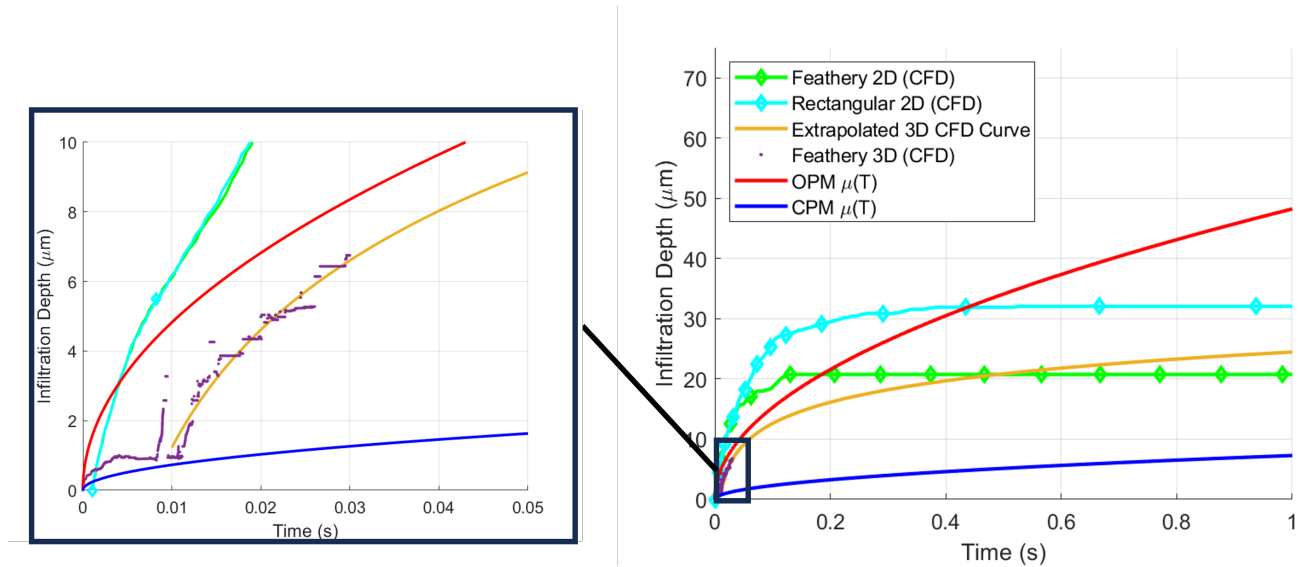 10
8
6
4
2
0
Infiltration Depth (μm)
0
0.01
0.02
0.03
0.04
0.05
Time (s)
70
60
50
40
30
20
10
0
Infiltration Depth (μm)
Feathery 2D (CFD)
Rectangular 2D (CFD)
Extrapolated 3D CFD Curve
Feathery 3D (CFD)
OPM μ(T)
CPM μ(T)
0
0.2
0.4
0.6
0.8
1
Time (s)